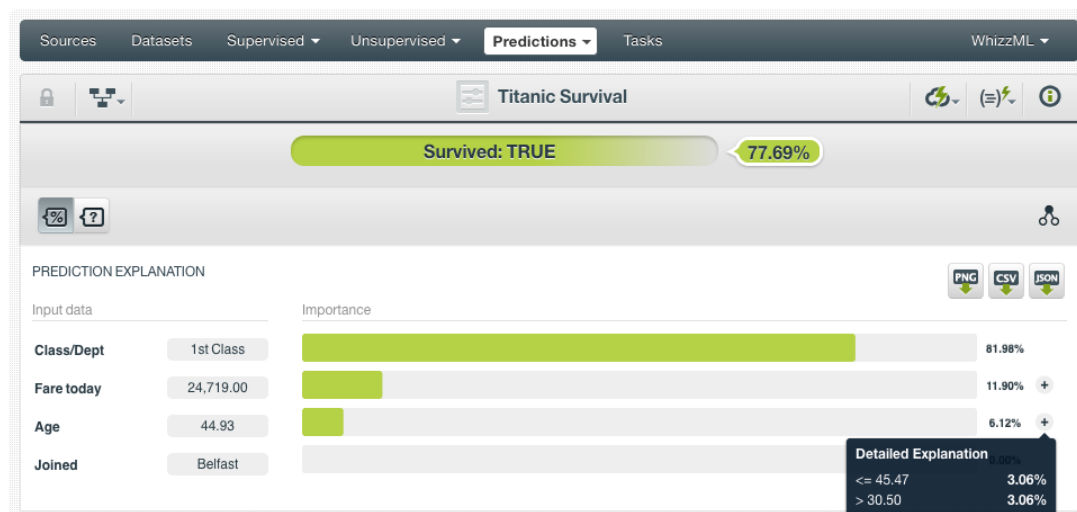 Sources Datasets Supervised Unsupervised Predictions Tasks WhizzML
Titanic Survival
Survived: TRUE 77.69%
{% {?
PREDICTION EXPLANATION
PNG CSV JSON
Input data Importance
Class/Dept 1st Class 81.98%
Fare today 24,719.00 11.90% +
Age 44.93 6.12% +
Joined Belfast 0.00%
Detailed Explanation
<= 45.47 3.06%
> 30.50 3.06%